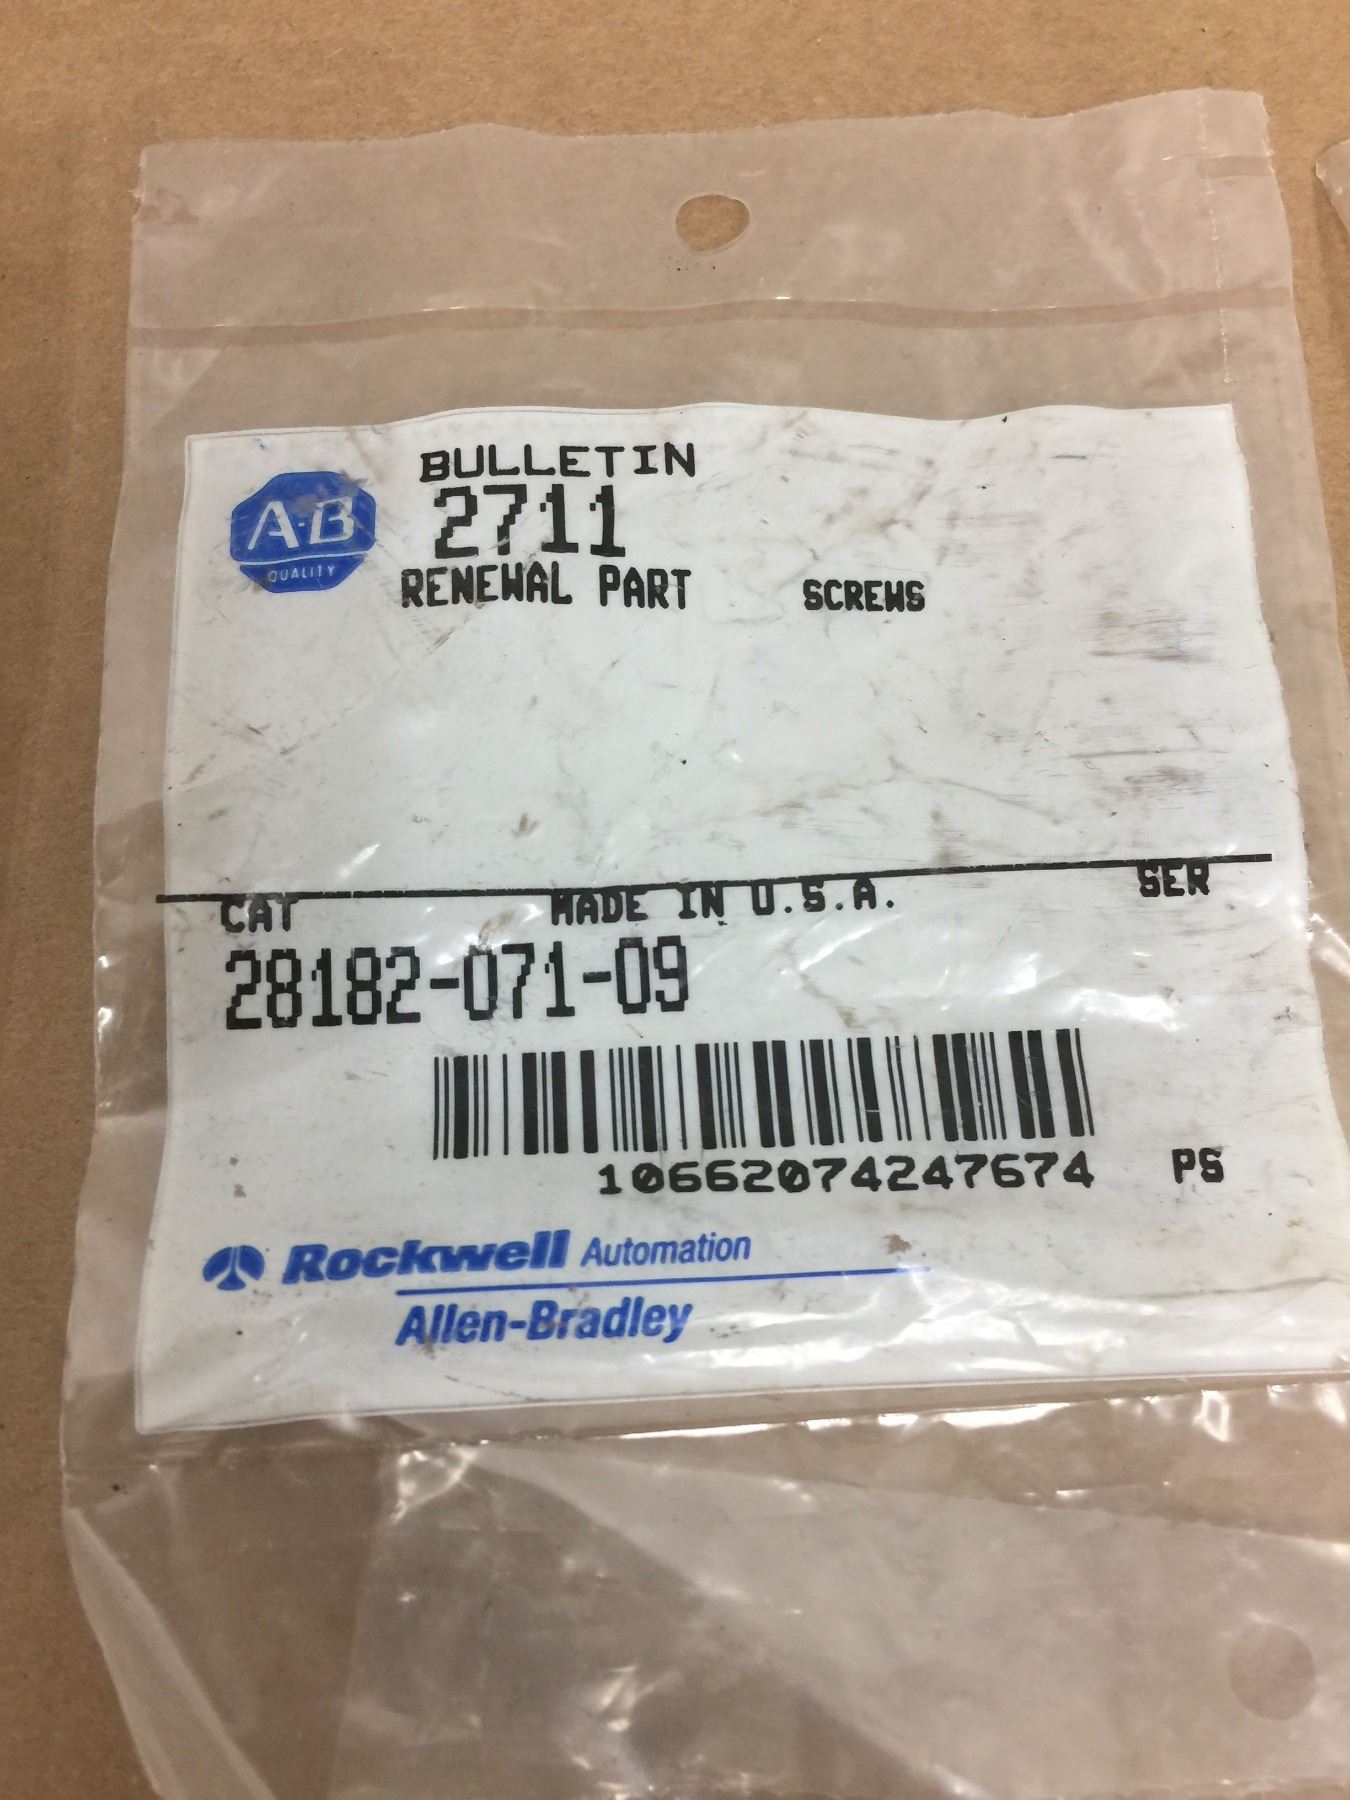 A-B
QUALITY
BULLETIN
2711
RENEWAL PART SCREWS
CAT MADE IN U.S.A. SER
28182-071-09
10662074247674 PS
Rockwell Automation
Allen-Bradley